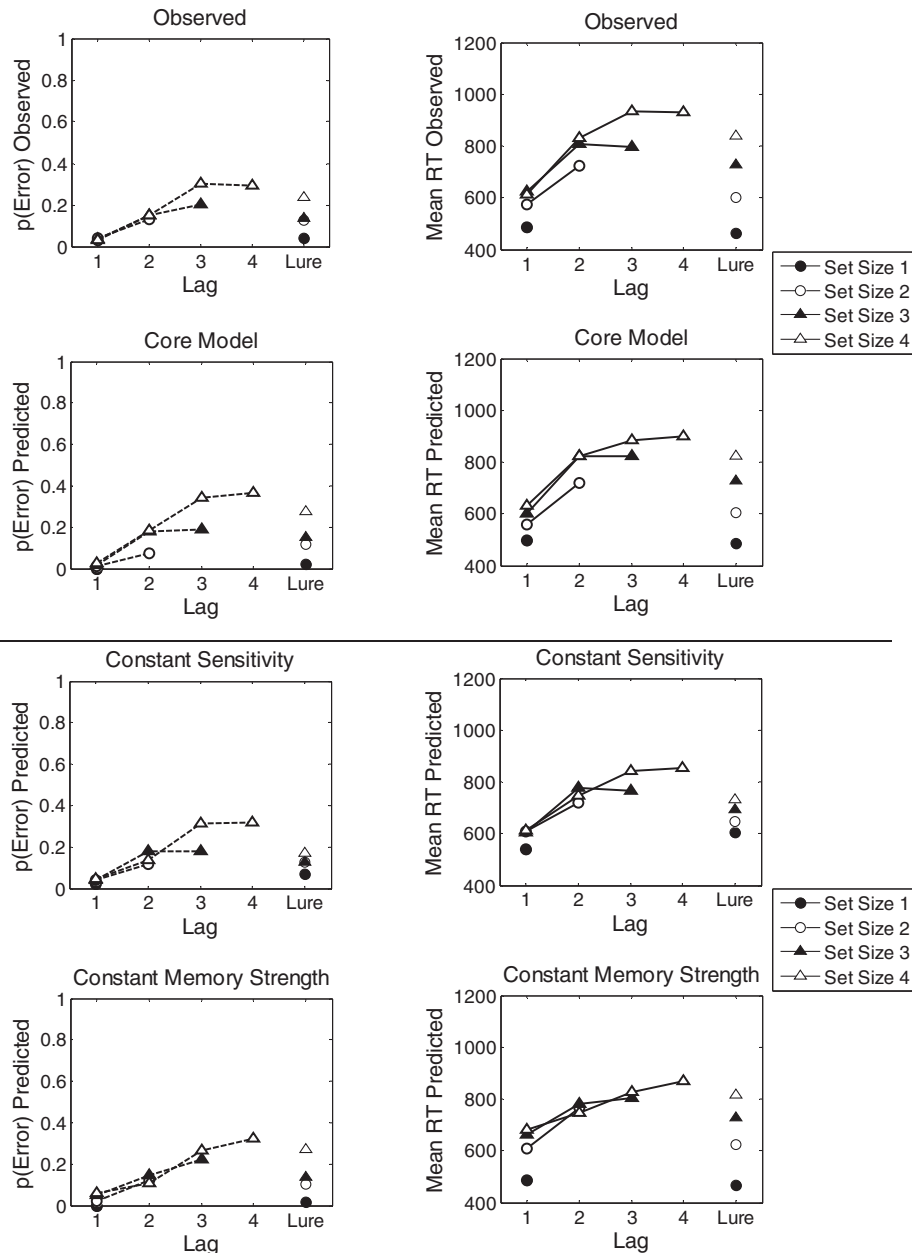 Observed
1
0.8
0.6
0.4
0.2
0
p(Error) Observed
1 2 3 4 Lure
Lag
Observed
1200
1000
800
600
400
Mean RT Observed
1 2 3 4 Lure
Lag
Set Size 1
Set Size 2
Set Size 3
Set Size 4
Core Model
1
0.8
0.6
0.4
0.2
0
p(Error) Predicted
1 2 3 4 Lure
Lag
Core Model
1200
1000
800
600
400
Mean RT Predicted
1 2 3 4 Lure
Lag
Constant Sensitivity
1
0.8
0.6
0.4
0.2
0
p(Error) Predicted
1 2 3 4 Lure
Lag
Constant Sensitivity
1200
1000
800
600
400
Mean RT Predicted
1 2 3 4 Lure
Lag
Set Size 1
Set Size 2
Set Size 3
Set Size 4
Constant Memory Strength
1
0.8
0.6
0.4
0.2
0
p(Error) Predicted
1 2 3 4 Lure
Lag
Constant Memory Strength
1200
1000
800
600
400
Mean RT Predicted
1 2 3 4 Lure
Lag